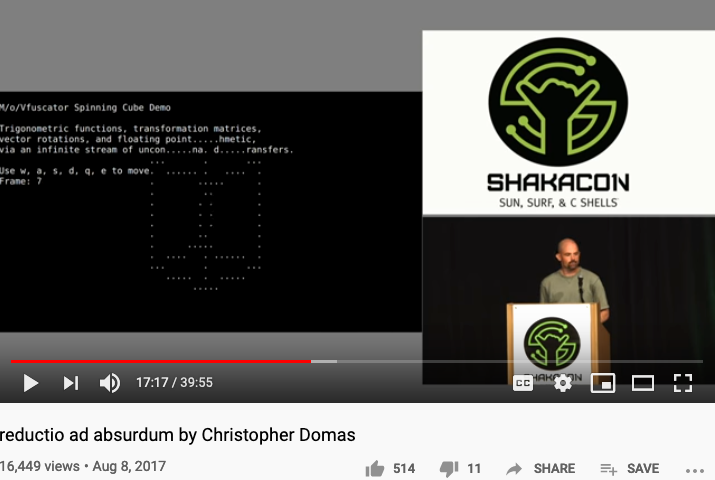 M/o/Vfuscator Spinning Cube Demo
Trigonometric functions, transformation matrices,
vector rotations, and floating point.....hmetic,
via an infinite stream of uncon.....na. d.....ransfers.
Use w, a, s, d, q, e to move.
Frame: 7
SHAKACON
SUN, SURF, & C SHELLS
SHAKACON
17:17 / 39:55
CC
reductio ad absurdum by Christopher Domas
16,449 views • Aug 8, 2017
514
11
SHARE
SAVE